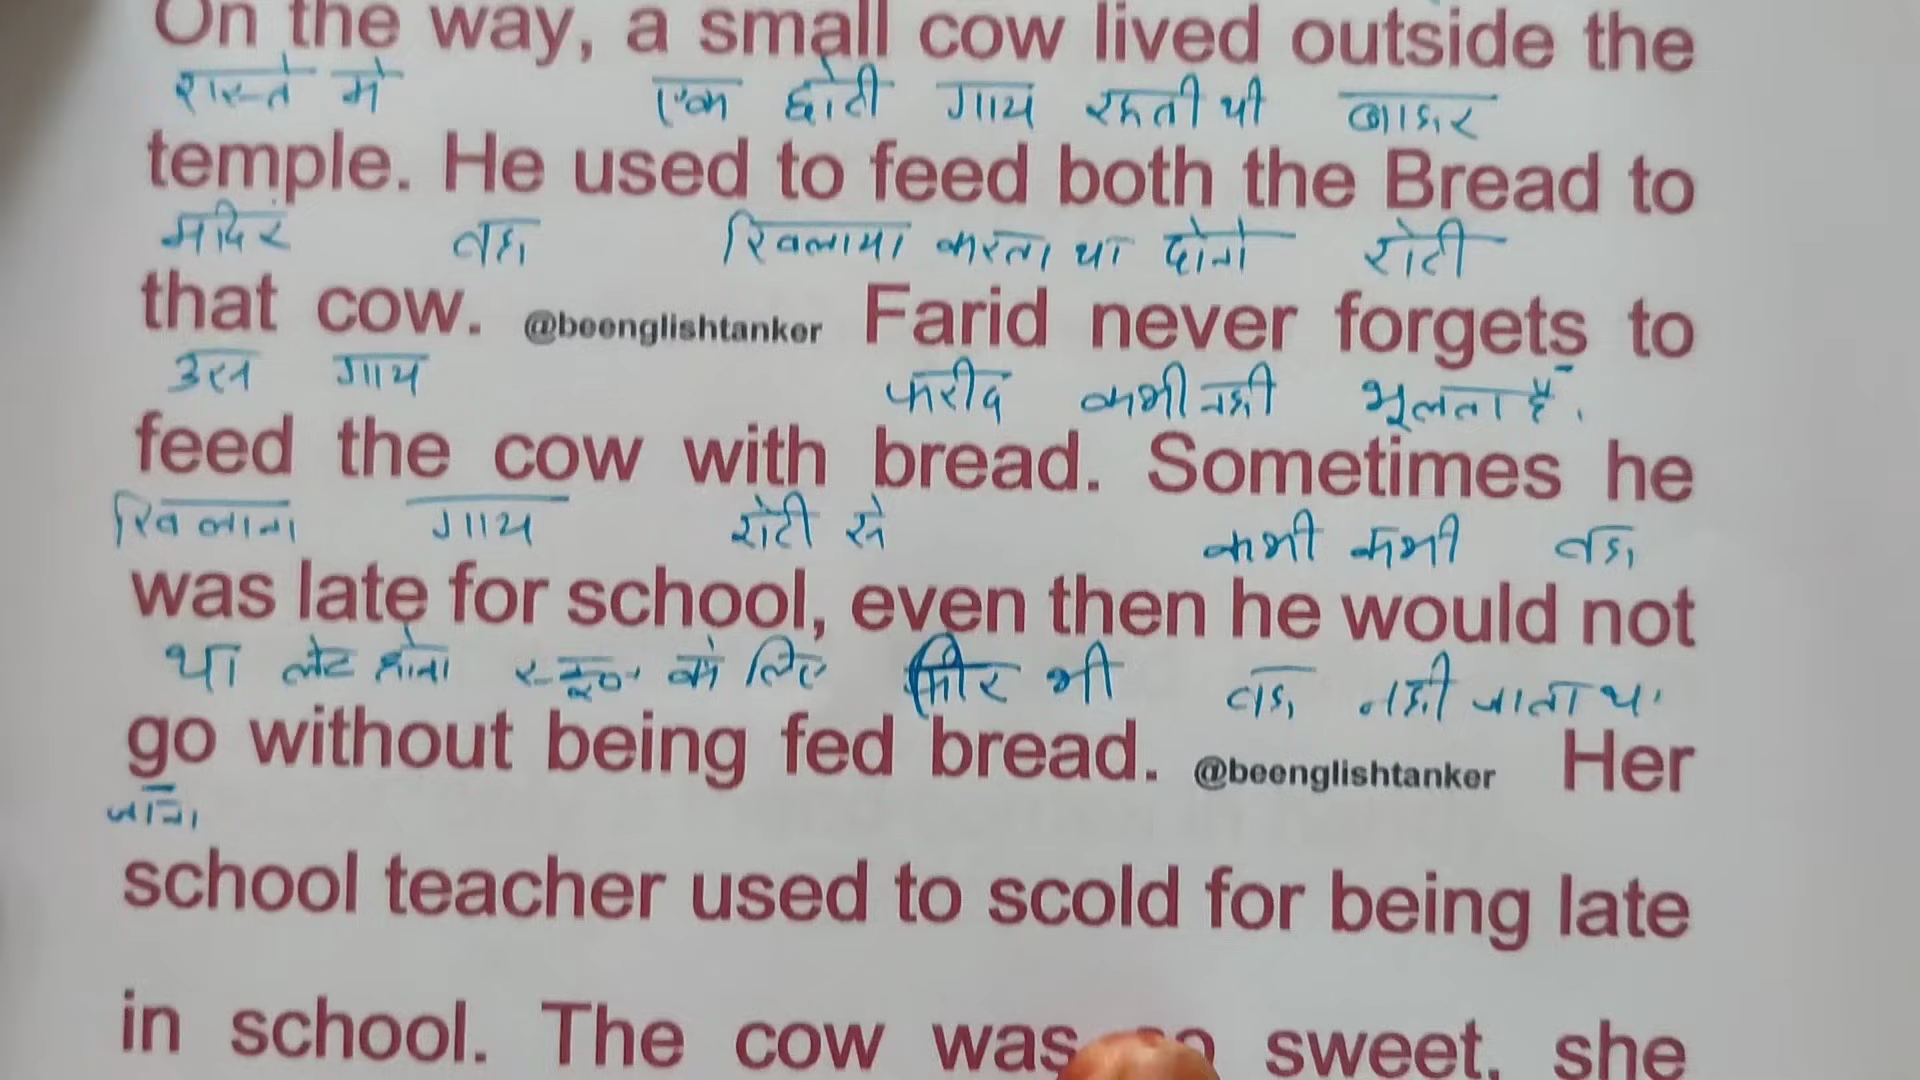 On the way, a small cow lived outside the
रास्ते मे एक छोटी गाय रहती थी बाहर
temple. He used to feed both the Bread to
मदिर वह खिलाया करता था दोनो रोटी
that cow. @beenglishtanker Farid never forgets to
उस गाय फरीद कभी नही भूलता है.
feed the cow with bread. Sometimes he
खिलाना गाय रोटी से कभी कभी वह
was late for school, even then he would not
था लेट होना स्कूल के लिए फिर भी वह नही जाता था
go without being fed bread. @beenglishtanker Her
जाना
school teacher used to scold for being late
in school. The cow was sweet. she